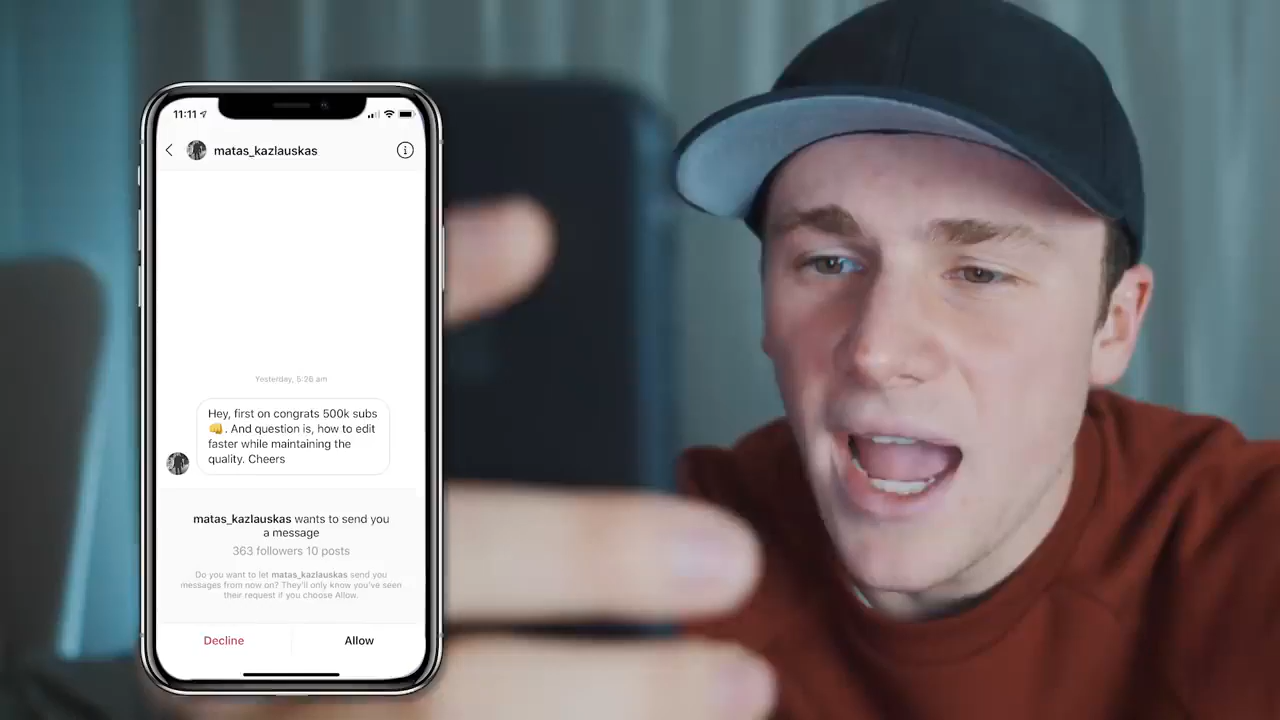 11:11
matas_kazlauskas
Yesterday, 5:26 am
Hey, first on congrats 500k subs
👊. And question is, how to edit
faster while maintaining the
quality. Cheers
matas_kazlauskas wants to send you
a message
363 followers 10 posts
Do you want to let matas_kazlauskas send you
messages from now on? They'll only know you've seen
their request if you choose Allow.
Decline
Allow